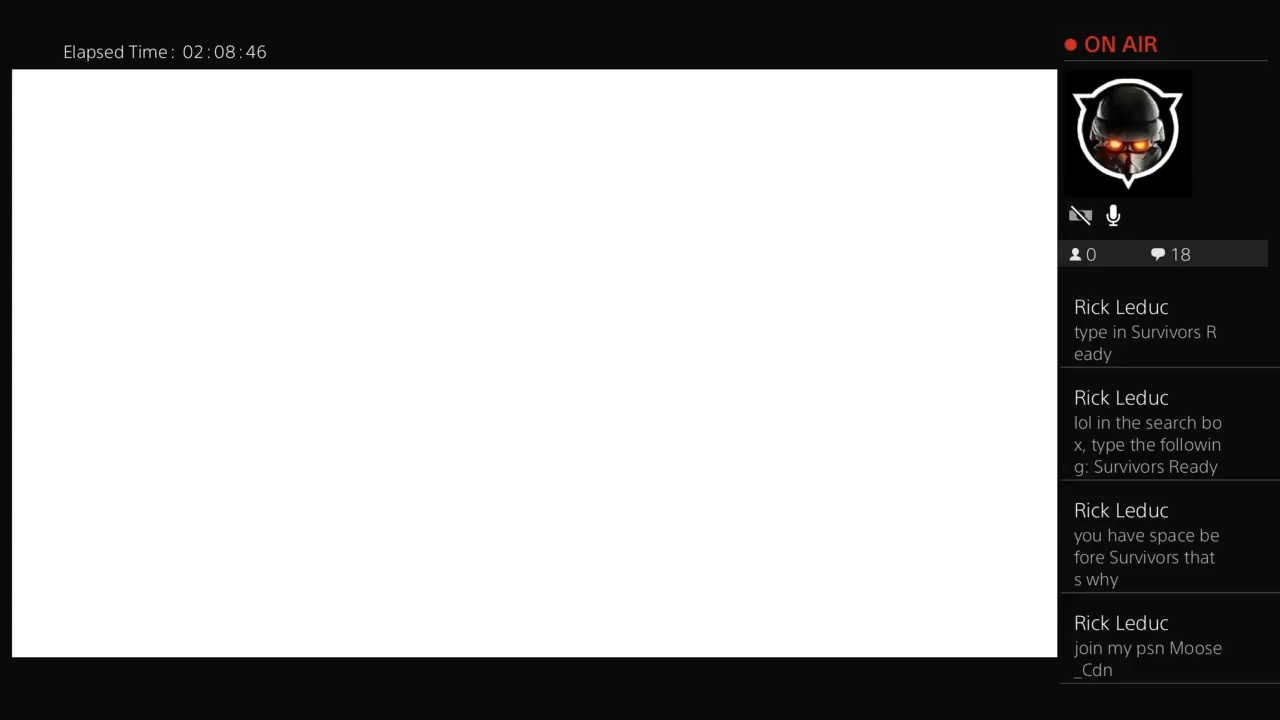 Elapsed Time: 02:08:46
ON AIR
0 18
Rick Leduc
type in Survivors R
eady
Rick Leduc
lol in the search bo
x, type the followin
g: Survivors Ready
Rick Leduc
you have space be
fore Survivors that
s why
Rick Leduc
join my psn Moose
_Cdn